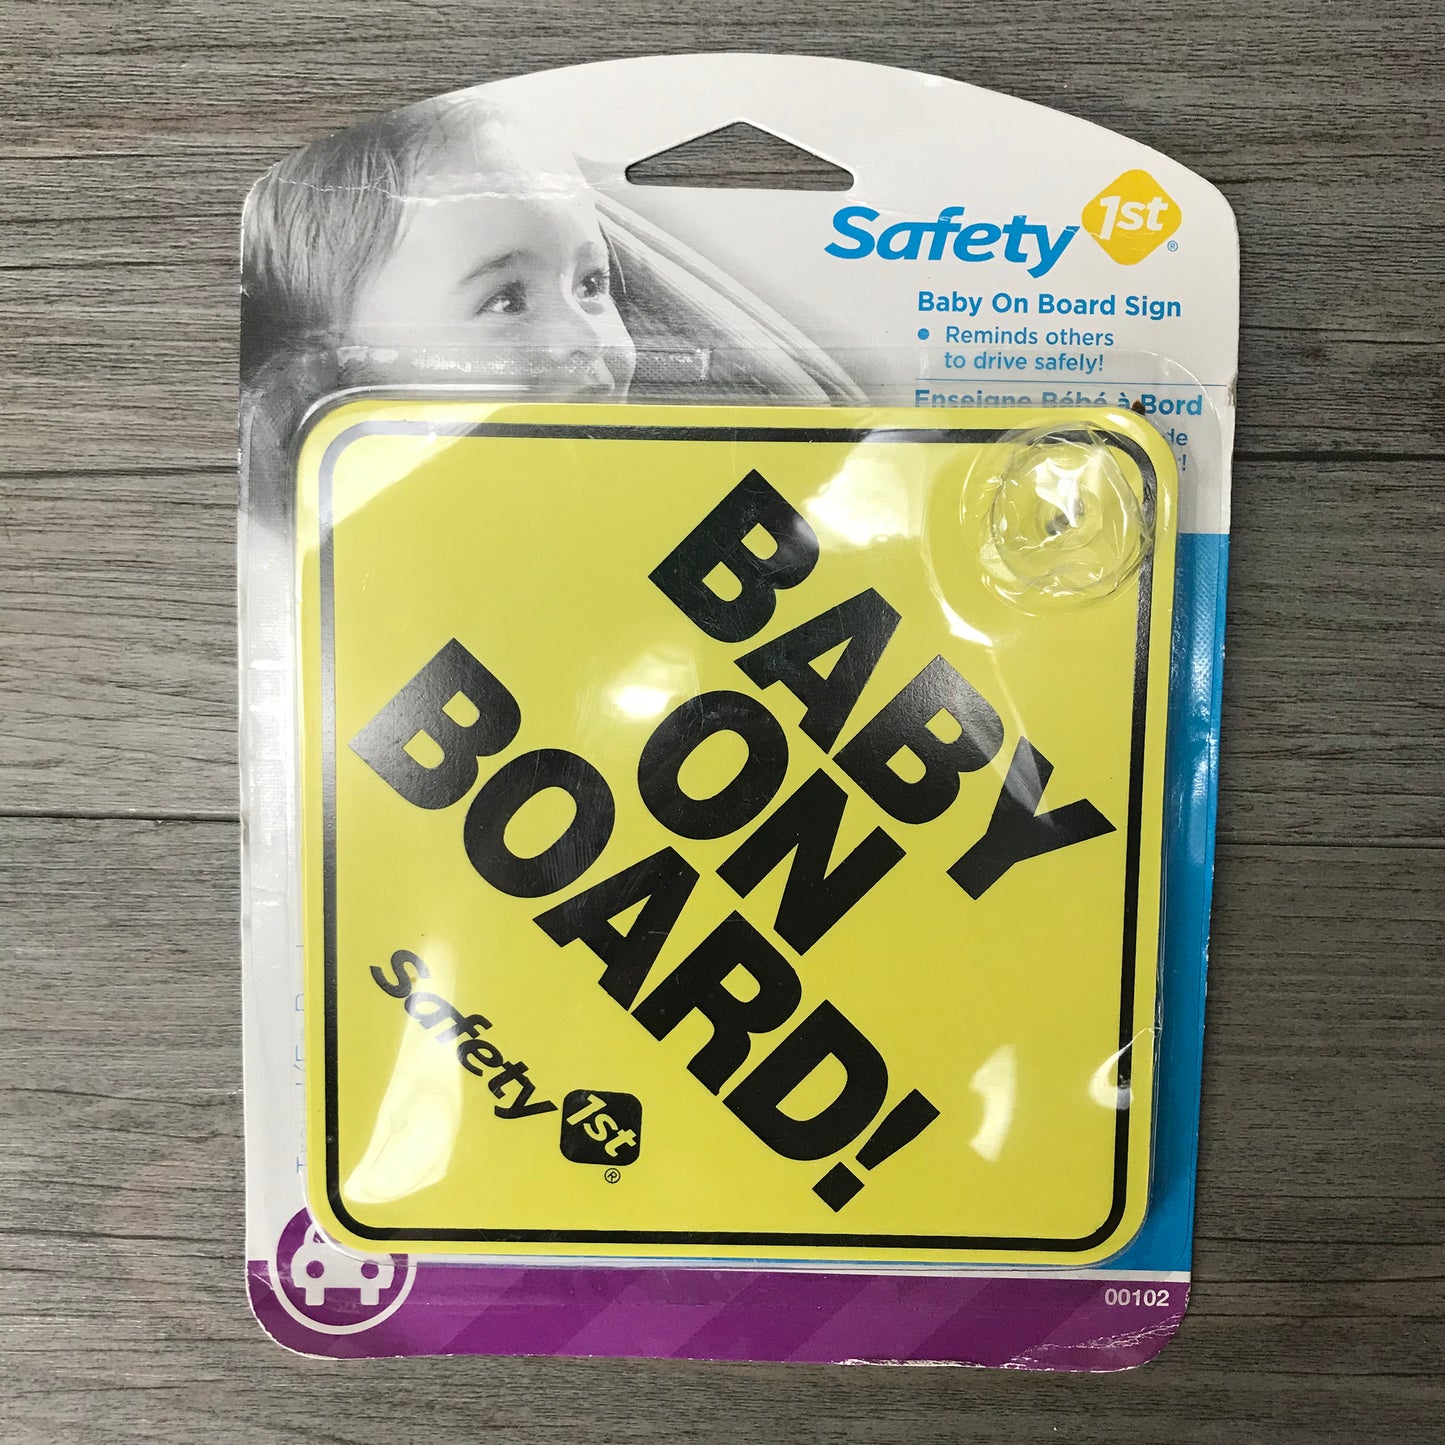 Safety 1st®
Baby On Board Sign
• Reminds others
to drive safely!
Enseigne Bébé à Bord
de
BABY
ON
BOARD!
Safety 1st®
00102